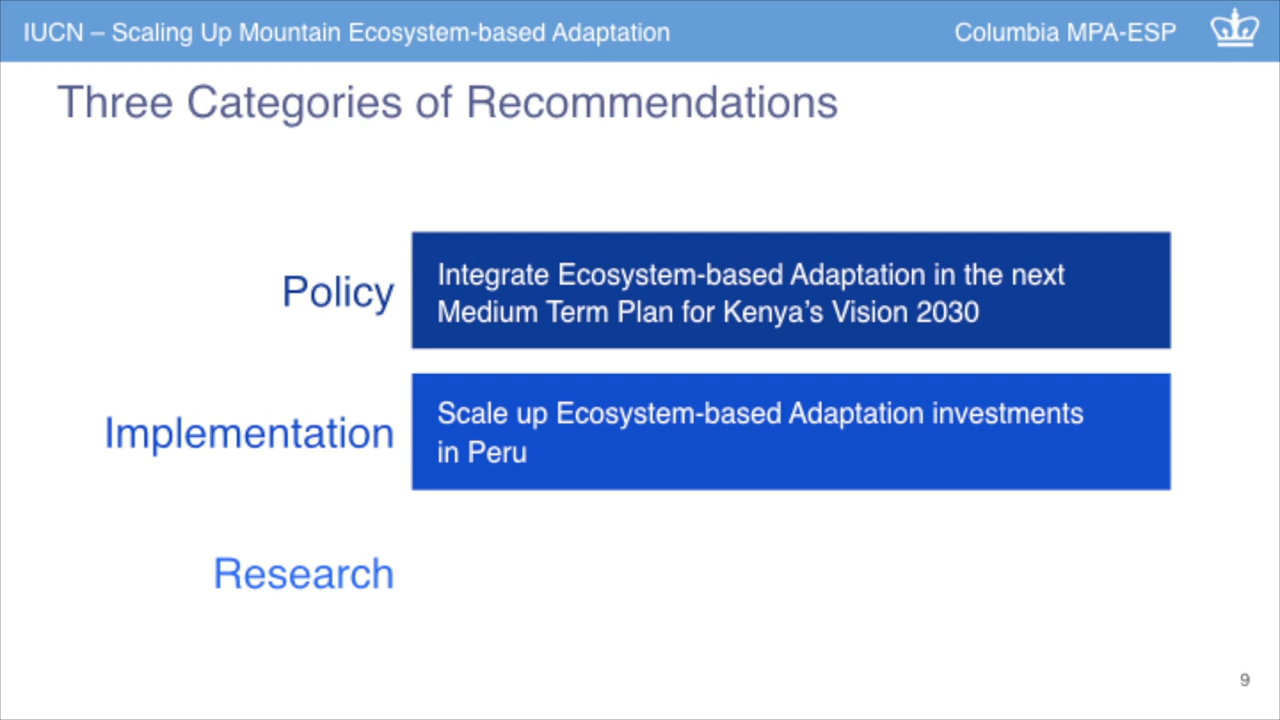 IUCN – Scaling Up Mountain Ecosystem-based Adaptation
Columbia MPA-ESP
Three Categories of Recommendations
Policy
Integrate Ecosystem-based Adaptation in the next
Medium Term Plan for Kenya’s Vision 2030
Implementation
Scale up Ecosystem-based Adaptation investments
in Peru
Research
9